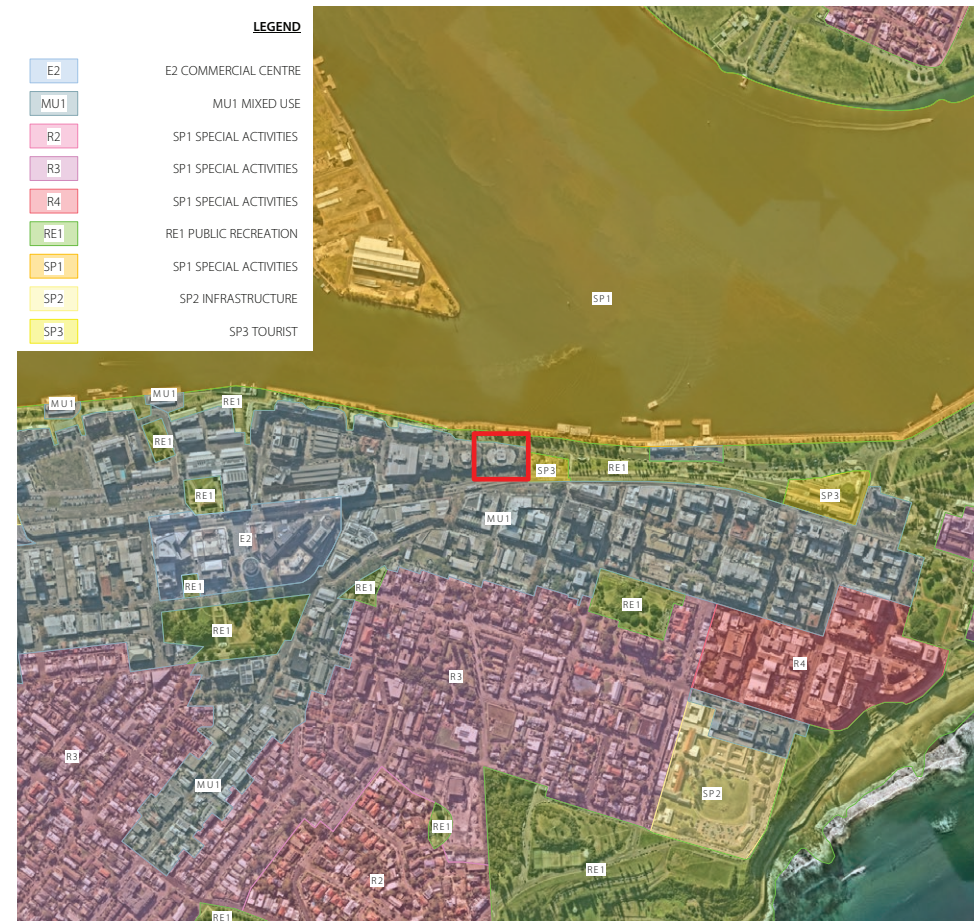 LEGEND
E2 E2 COMMERCIAL CENTRE
MU1 MU1 MIXED USE
R2 SP1 SPECIAL ACTIVITIES
R3 SP1 SPECIAL ACTIVITIES
R4 SP1 SPECIAL ACTIVITIES
RE1 RE1 PUBLIC RECREATION
SP1 SP1 SPECIAL ACTIVITIES
SP2 SP2 INFRASTRUCTURE
SP3 SP3 TOURIST
SP1
MU1
MU1
RE1
RE1
SP3
RE1
RE1
SP3
MU1
E2
RE1
RE1
RE1
RE1
R4
R3
R3
MU1
SP2
RE1
RE1
R2
RE1